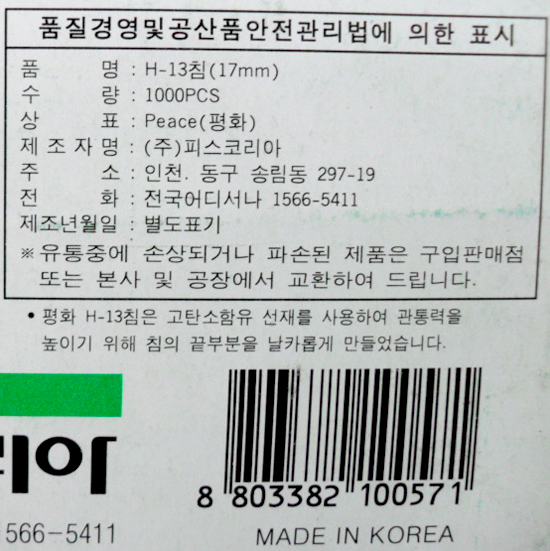 품질경영및공산품안전관리법에 의한 표시
품 명 : H-13침(17mm)
수 량 : 1000PCS
상 표 : Peace(평화)
제조자명 : (주)피스코리아
주 소 : 인천. 동구 송림동 297-19
전 화 : 전국어디서나 1566-5411
제조년월일 : 별도표기
※ 유통중에 손상되거나 파손된 제품은 구입판매점
또는 본사 및 공장에서 교환하여 드립니다.
• 평화 H-13침은 고탄소함유 선재를 사용하여 관통력을
높이기 위해 침의 끝부분을 날카롭게 만들었습니다.
8 803382 100571
566-5411
MADE IN KOREA